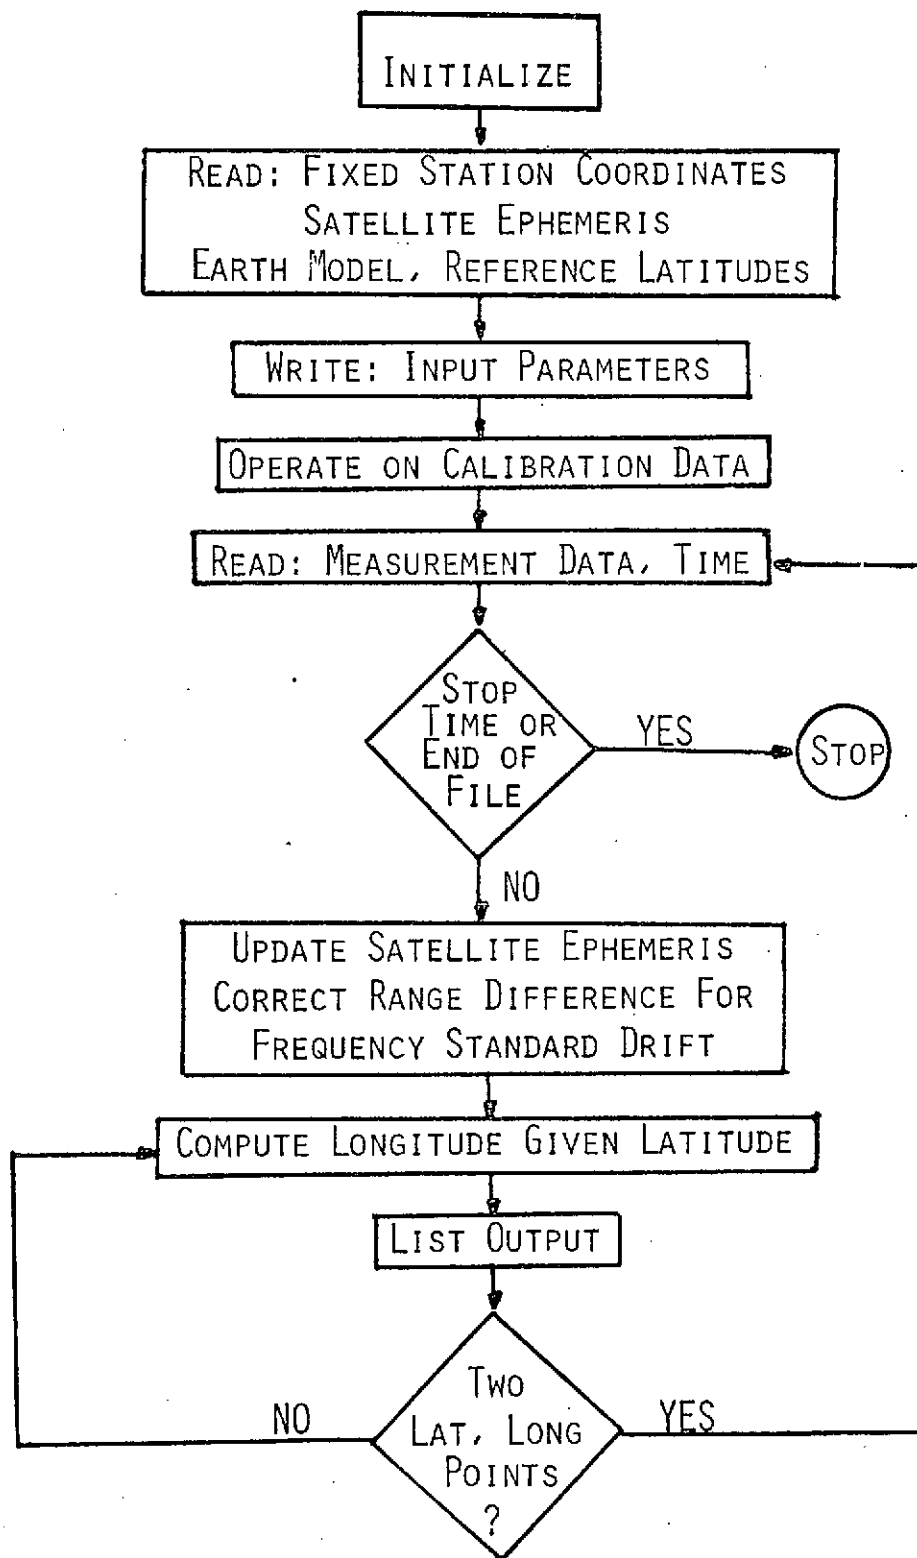 INITIALIZE
READ: FIXED STATION COORDINATES
SATELLITE EPHEMERIS
EARTH MODEL, REFERENCE LATITUDES
WRITE: INPUT PARAMETERS
OPERATE ON CALIBRATION DATA
READ: MEASUREMENT DATA, TIME
STOP
TIME OR
END OF
FILE
YES
STOP
NO
UPDATE SATELLITE EPHEMERIS
CORRECT RANGE DIFFERENCE FOR
FREQUENCY STANDARD DRIFT
COMPUTE LONGITUDE GIVEN LATITUDE
LIST OUTPUT
TWO
LAT, LONG
POINTS
?
NO
YES